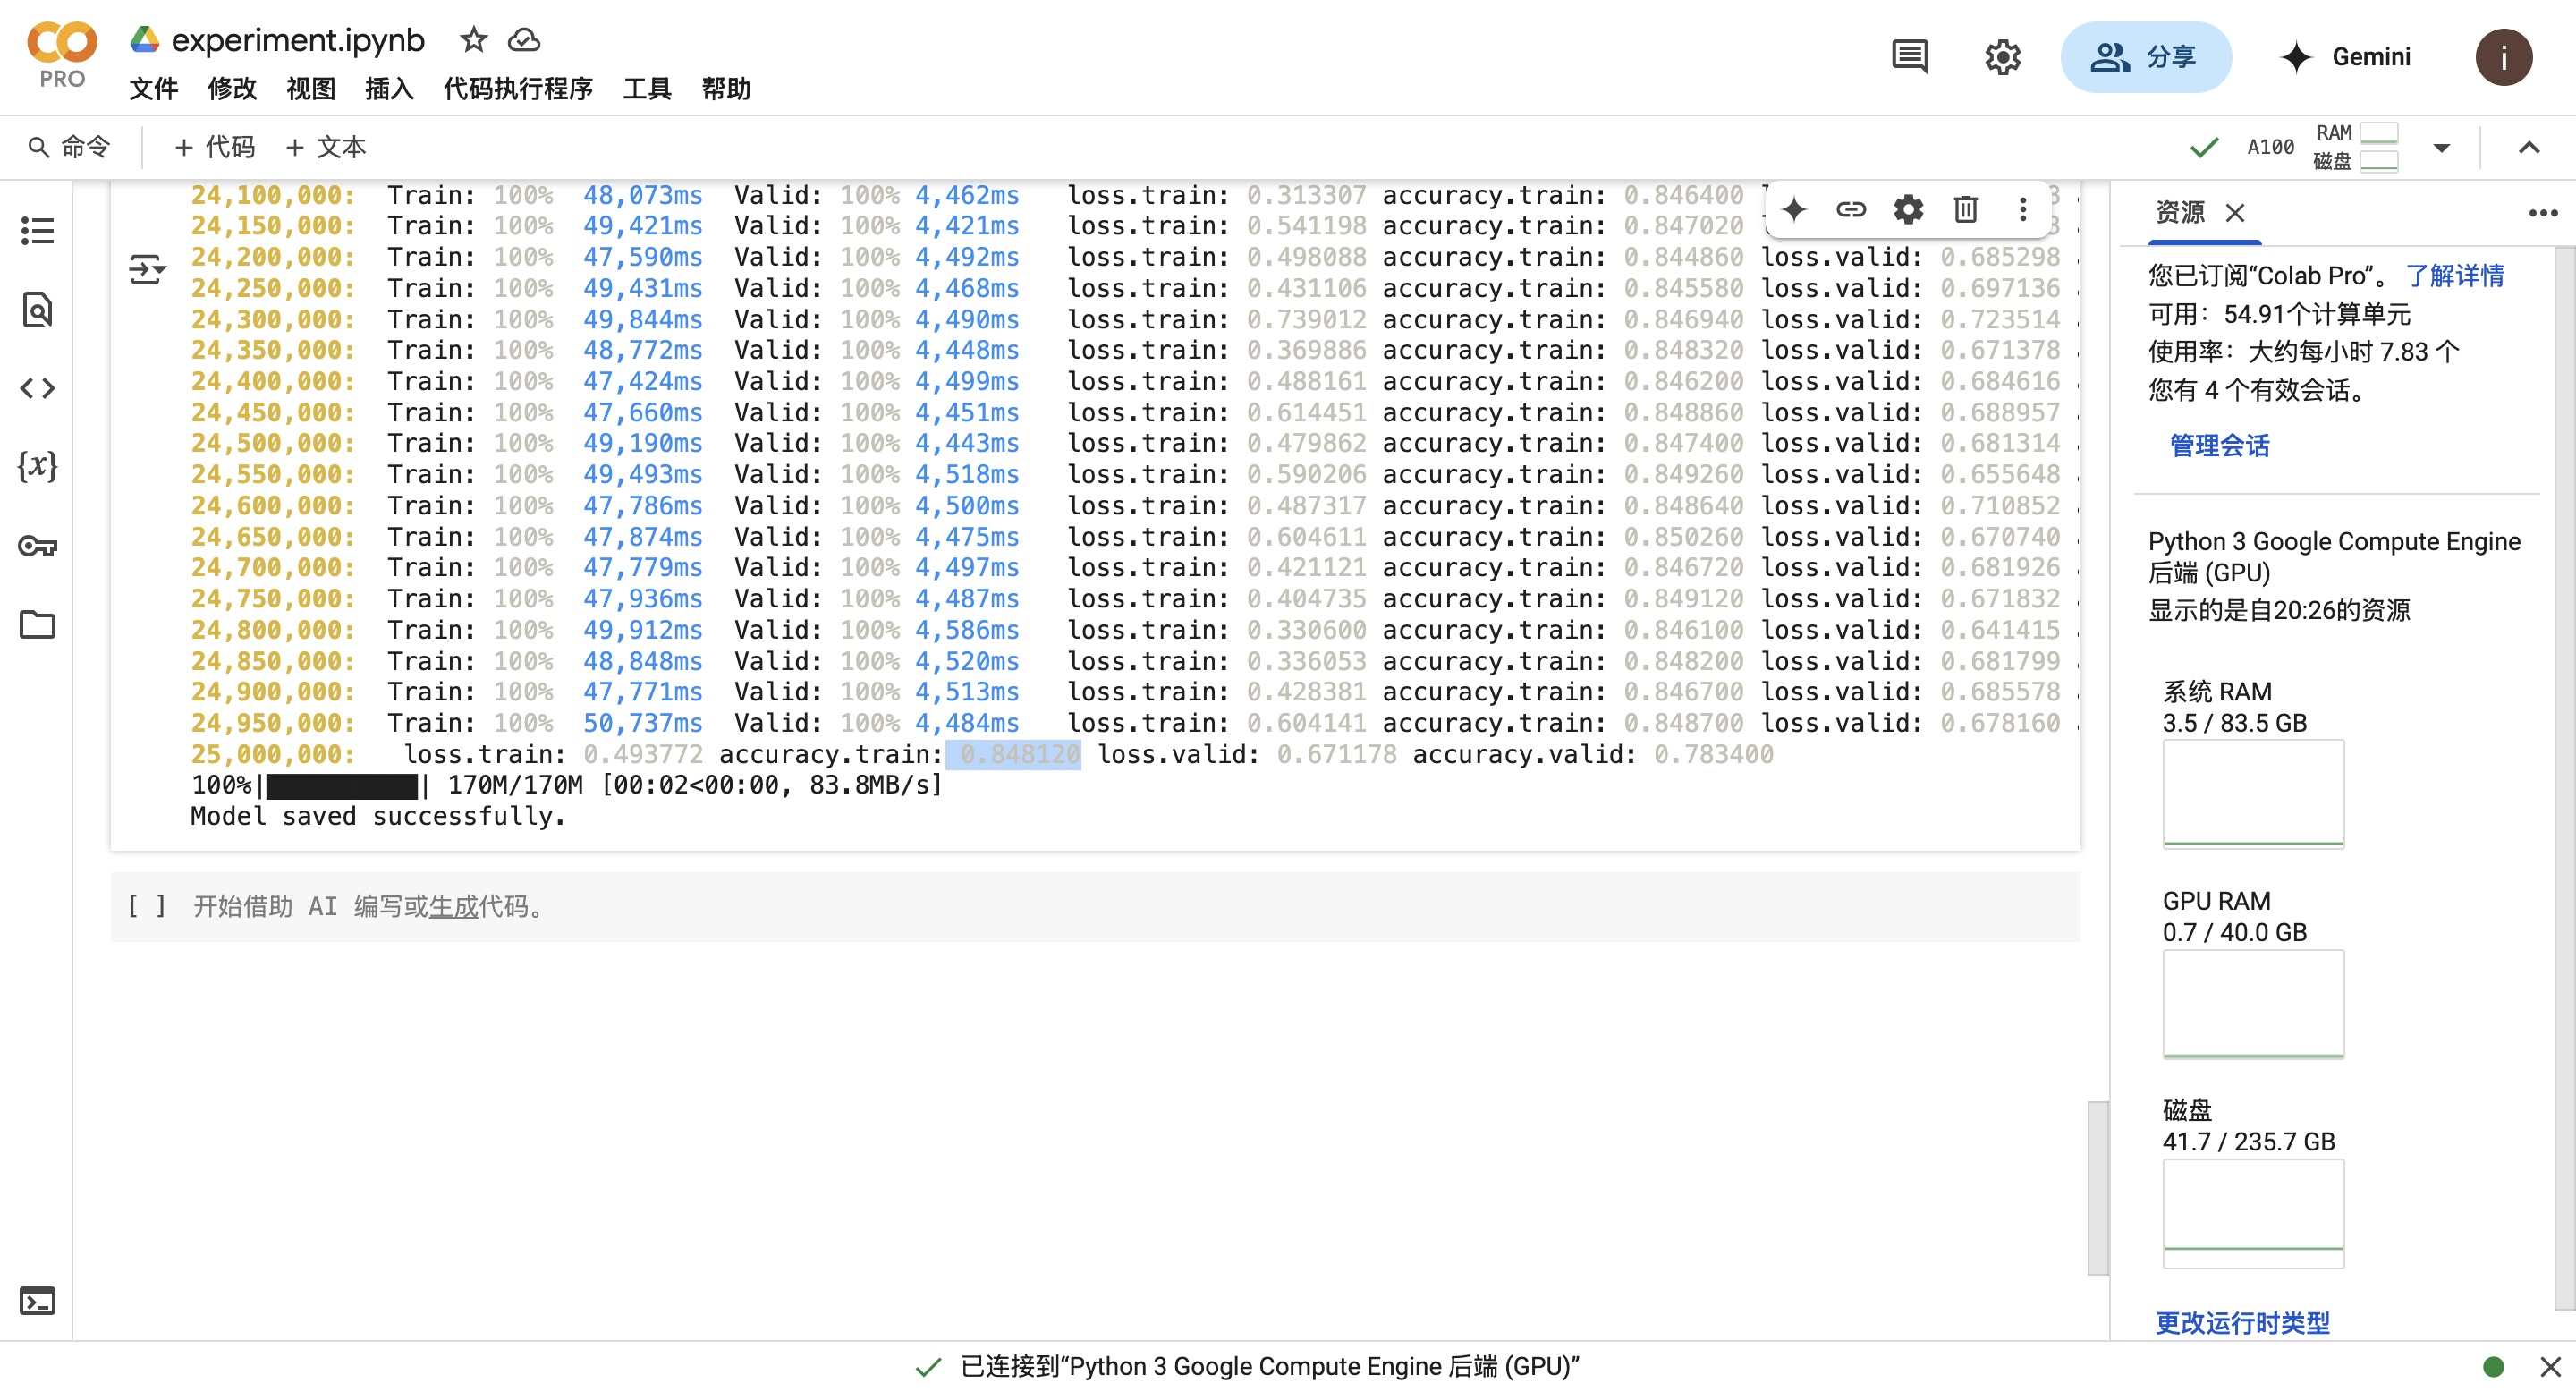 experiment.ipynb
PRO
文件 修改 视图 插入 代码执行程序 工具 帮助
分享
Gemini
i
命令
+ 代码 + 文本
A100
RAM
磁盘
24,100,000: Train: 100% 48,073ms Valid: 100% 4,462ms loss.train: 0.313307 accuracy.train: 0.846400
24,150,000: Train: 100% 49,421ms Valid: 100% 4,421ms loss.train: 0.541198 accuracy.train: 0.847020
24,200,000: Train: 100% 47,590ms Valid: 100% 4,492ms loss.train: 0.498088 accuracy.train: 0.844860 loss.valid: 0.685298
24,250,000: Train: 100% 49,431ms Valid: 100% 4,468ms loss.train: 0.431106 accuracy.train: 0.845580 loss.valid: 0.697136
24,300,000: Train: 100% 49,844ms Valid: 100% 4,490ms loss.train: 0.739012 accuracy.train: 0.846940 loss.valid: 0.723514
24,350,000: Train: 100% 48,772ms Valid: 100% 4,448ms loss.train: 0.369886 accuracy.train: 0.848320 loss.valid: 0.671378
24,400,000: Train: 100% 47,424ms Valid: 100% 4,499ms loss.train: 0.488161 accuracy.train: 0.846200 loss.valid: 0.684616
24,450,000: Train: 100% 47,660ms Valid: 100% 4,451ms loss.train: 0.614451 accuracy.train: 0.848860 loss.valid: 0.688957
24,500,000: Train: 100% 49,190ms Valid: 100% 4,443ms loss.train: 0.479862 accuracy.train: 0.847400 loss.valid: 0.681314
24,550,000: Train: 100% 49,493ms Valid: 100% 4,518ms loss.train: 0.590206 accuracy.train: 0.849260 loss.valid: 0.655648
24,600,000: Train: 100% 47,786ms Valid: 100% 4,500ms loss.train: 0.487317 accuracy.train: 0.848640 loss.valid: 0.710852
24,650,000: Train: 100% 47,874ms Valid: 100% 4,475ms loss.train: 0.604611 accuracy.train: 0.850260 loss.valid: 0.670740
24,700,000: Train: 100% 47,779ms Valid: 100% 4,497ms loss.train: 0.421121 accuracy.train: 0.846720 loss.valid: 0.681926
24,750,000: Train: 100% 47,936ms Valid: 100% 4,487ms loss.train: 0.404735 accuracy.train: 0.849120 loss.valid: 0.671832
24,800,000: Train: 100% 49,912ms Valid: 100% 4,586ms loss.train: 0.330600 accuracy.train: 0.846100 loss.valid: 0.641415
24,850,000: Train: 100% 48,848ms Valid: 100% 4,520ms loss.train: 0.336053 accuracy.train: 0.848200 loss.valid: 0.681799
24,900,000: Train: 100% 47,771ms Valid: 100% 4,513ms loss.train: 0.428381 accuracy.train: 0.846700 loss.valid: 0.685578
24,950,000: Train: 100% 50,737ms Valid: 100% 4,484ms loss.train: 0.604141 accuracy.train: 0.848700 loss.valid: 0.678160
25,000,000: loss.train: 0.493772 accuracy.train: 0.848120 loss.valid: 0.671178 accuracy.valid: 0.783400
100%|██████████| 170M/170M [00:02<00:00, 83.8MB/s]
Model saved successfully.
[ ] 开始借助 AI 编写或生成代码。
资源
您已订阅“Colab Pro”。 了解详情
可用：54.91个计算单元
使用率：大约每小时 7.83 个
您有 4 个有效会话。
管理会话
Python 3 Google Compute Engine
后端 (GPU)
显示的是自20:26的资源
系统 RAM
3.5 / 83.5 GB
GPU RAM
0.7 / 40.0 GB
磁盘
41.7 / 235.7 GB
更改运行时类型
已连接到“Python 3 Google Compute Engine 后端 (GPU)”